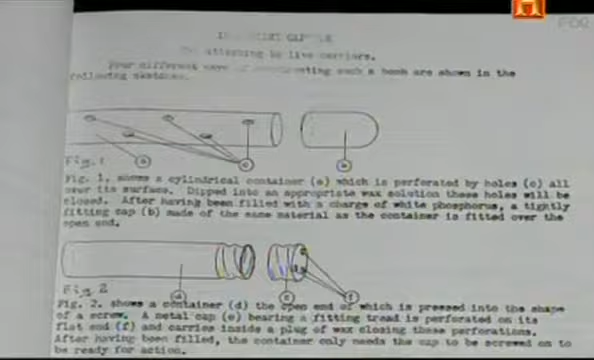 H
FOR
for attaching to live carriers.
Four different ways of constructing such a bomb are shown in the
following sketches.
Fig. 1
Fig. 1, shows a cylindrical container (a) which is perforated by holes (c) all
over its surface. Dipped into an appropriate wax solution these holes will be
closed. After having been filled with a charge of white phosphorus, a tightly
fitting cap (b) made of the same material as the container is fitted over the
open end.
Fig 2
Fig. 2. shows a container (d) the open end of which is pressed into the shape
of a screw. A metal cap (e) bearing a fitting tread is perforated on its
flat end (f) and carries inside a plug of wax closing these perforations.
After having been filled, the container only needs the cap to be screwed on to
be ready for action.